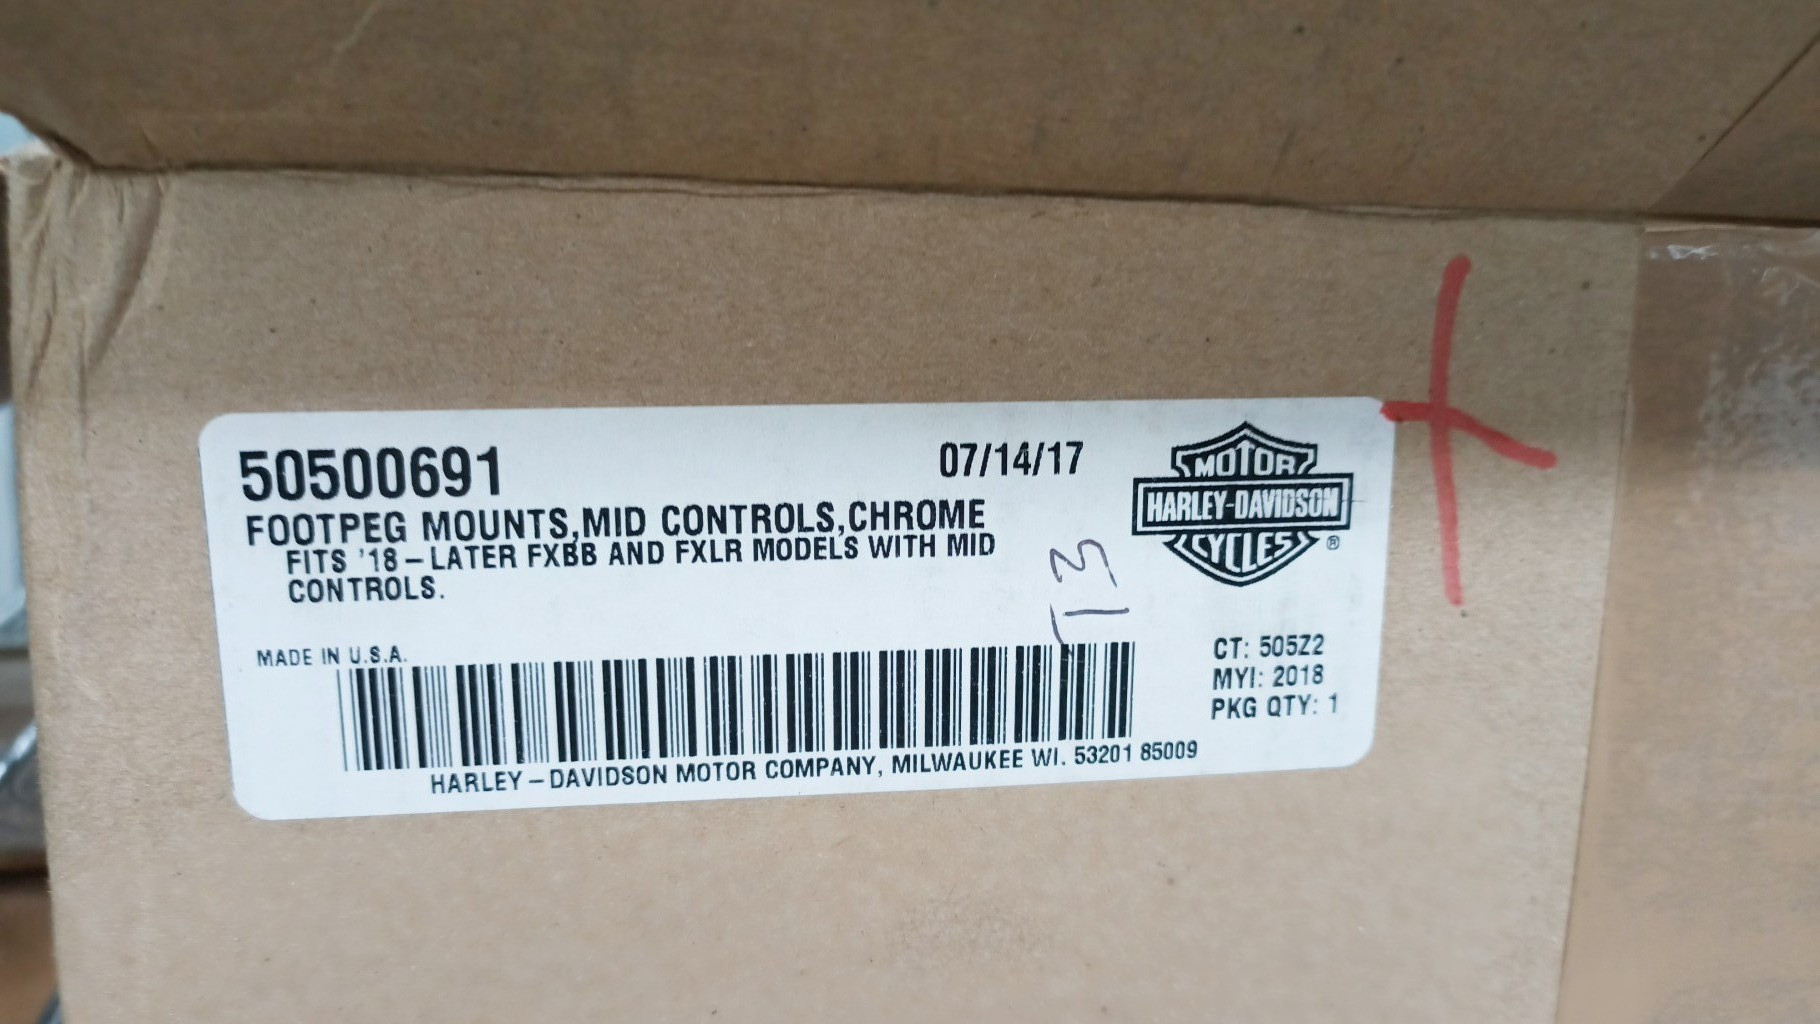 50500691
07/14/17
FOOTPEG MOUNTS,MID CONTROLS,CHROME
FITS '18-LATER FXBB AND FXLR MODELS WITH MID
CONTROLS.
MOTOR
HARLEY-DAVIDSON
CYCLES
®
13
MADE IN U.S.A.
CT: 505Z2
MYI: 2018
PKG QTY: 1
HARLEY-DAVIDSON MOTOR COMPANY, MILWAUKEE WI. 53201 85009